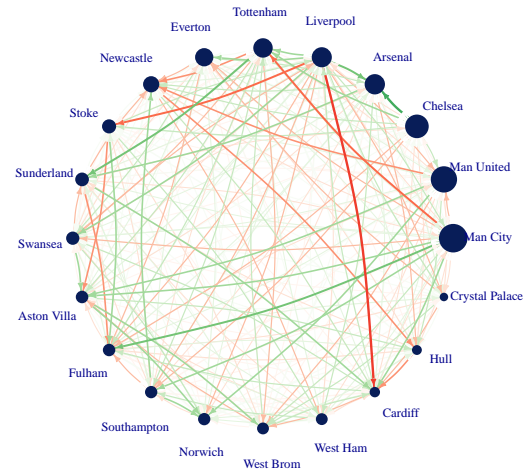 Tottenham
Liverpool
Everton
Arsenal
Newcastle
Chelsea
Stoke
Man United
Sunderland
Man City
Swansea
Crystal Palace
Aston Villa
Hull
Fulham
Cardiff
Southampton
West Ham
Norwich
West Brom